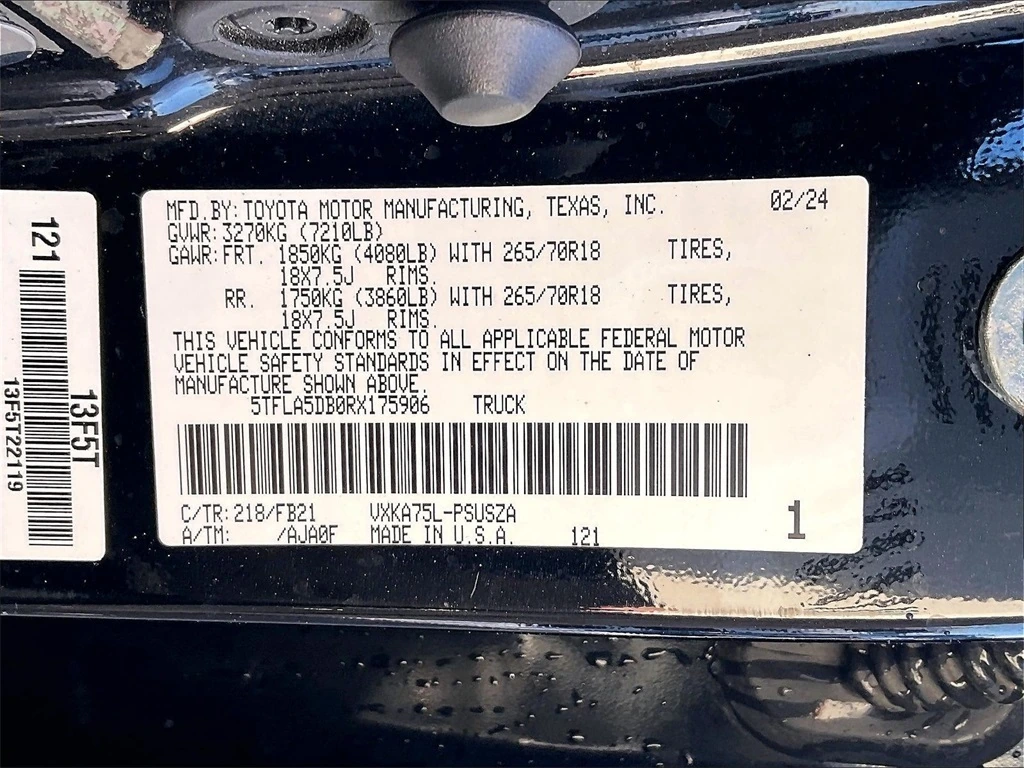 MFD.BY: TOYOTA MOTOR MANUFACTURING, TEXAS, INC. 02/24
GVWR: 3270KG (7210LB)
GAWR: FRT. 1850KG (4080LB) WITH 265/70R18 TIRES,
18X7.5J RIMS.
RR. 1750KG (3860LB) WITH 265/70R18 TIRES,
18X7.5J RIMS.
THIS VEHICLE CONFORMS TO ALL APPLICABLE FEDERAL MOTOR
VEHICLE SAFETY STANDARDS IN EFFECT ON THE DATE OF
MANUFACTURE SHOWN ABOVE.
5TFLA5DB0RX175906 TRUCK
C/TR: 218/FB21 VXKA75L-PSUSZA
A/TM: /AJA0F MADE IN U.S.A. 121
1
121
13F5T
13F5T22119